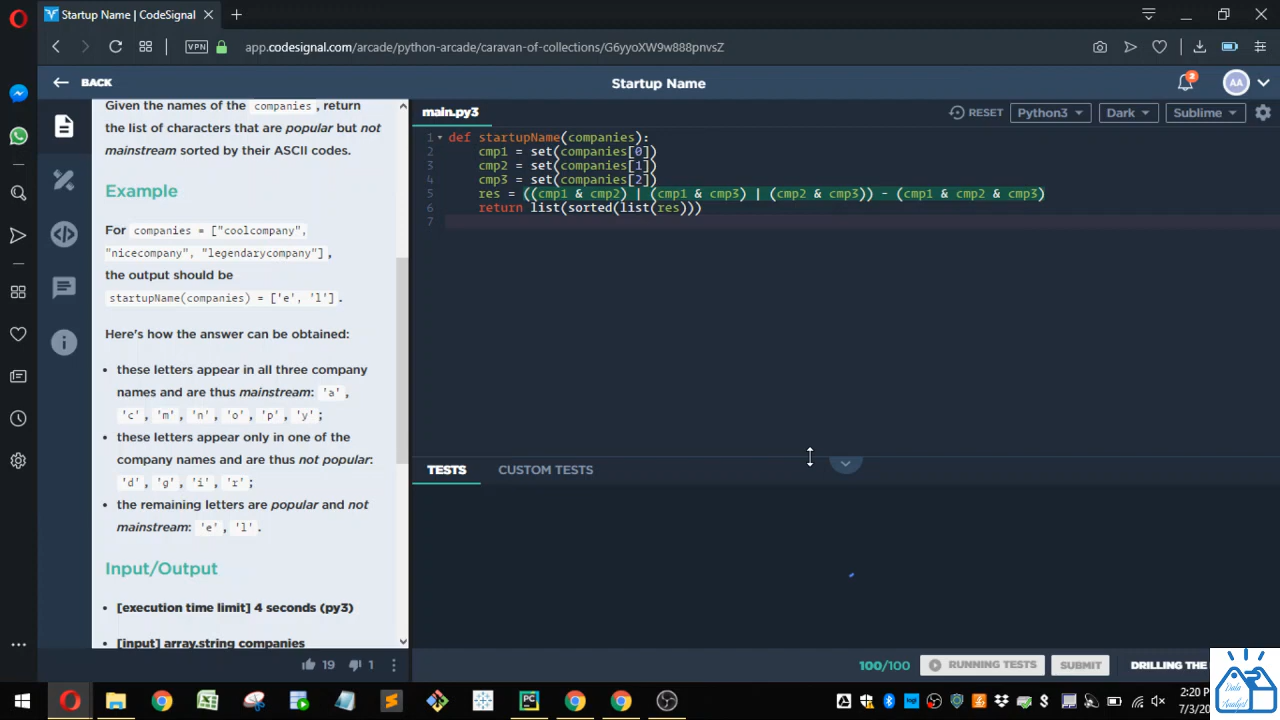 Startup Name | CodeSignal
VPN
app.codesignal.com/arcade/python-arcade/caravan-of-collections/G6yyoXW9w888pnvsZ
BACK
Startup Name
2
AA
Given the names of the companies, return
the list of characters that are popular but not
mainstream sorted by their ASCII codes.
Example
For companies = ["coolcompany",
"nicecompany", "legendarycompany"],
the output should be
startupName(companies) = ['e', 'l'].
Here's how the answer can be obtained:
• these letters appear in all three company
names and are thus mainstream: 'a',
'c', 'm', 'n', 'o', 'p', 'y';
• these letters appear only in one of the
company names and are thus not popular:
'd', 'g', 'i', 'r';
• the remaining letters are popular and not
mainstream: 'e', 'l'.
Input/Output
• [execution time limit] 4 seconds (py3)
• [input] array.string companies
19
1
main.py3
RESET
Python3
Dark
Sublime
1 def startupName(companies):
2 cmp1 = set(companies[0])
3 cmp2 = set(companies[1])
4 cmp3 = set(companies[2])
5 res = ((cmp1 & cmp2) | (cmp1 & cmp3) | (cmp2 & cmp3)) - (cmp1 & cmp2 & cmp3)
6 return list(sorted(list(res)))
7
TESTS
CUSTOM TESTS
100/100
RUNNING TESTS
SUBMIT
DRILLING THE
2:20 P
7/3/20
Data
Analyst